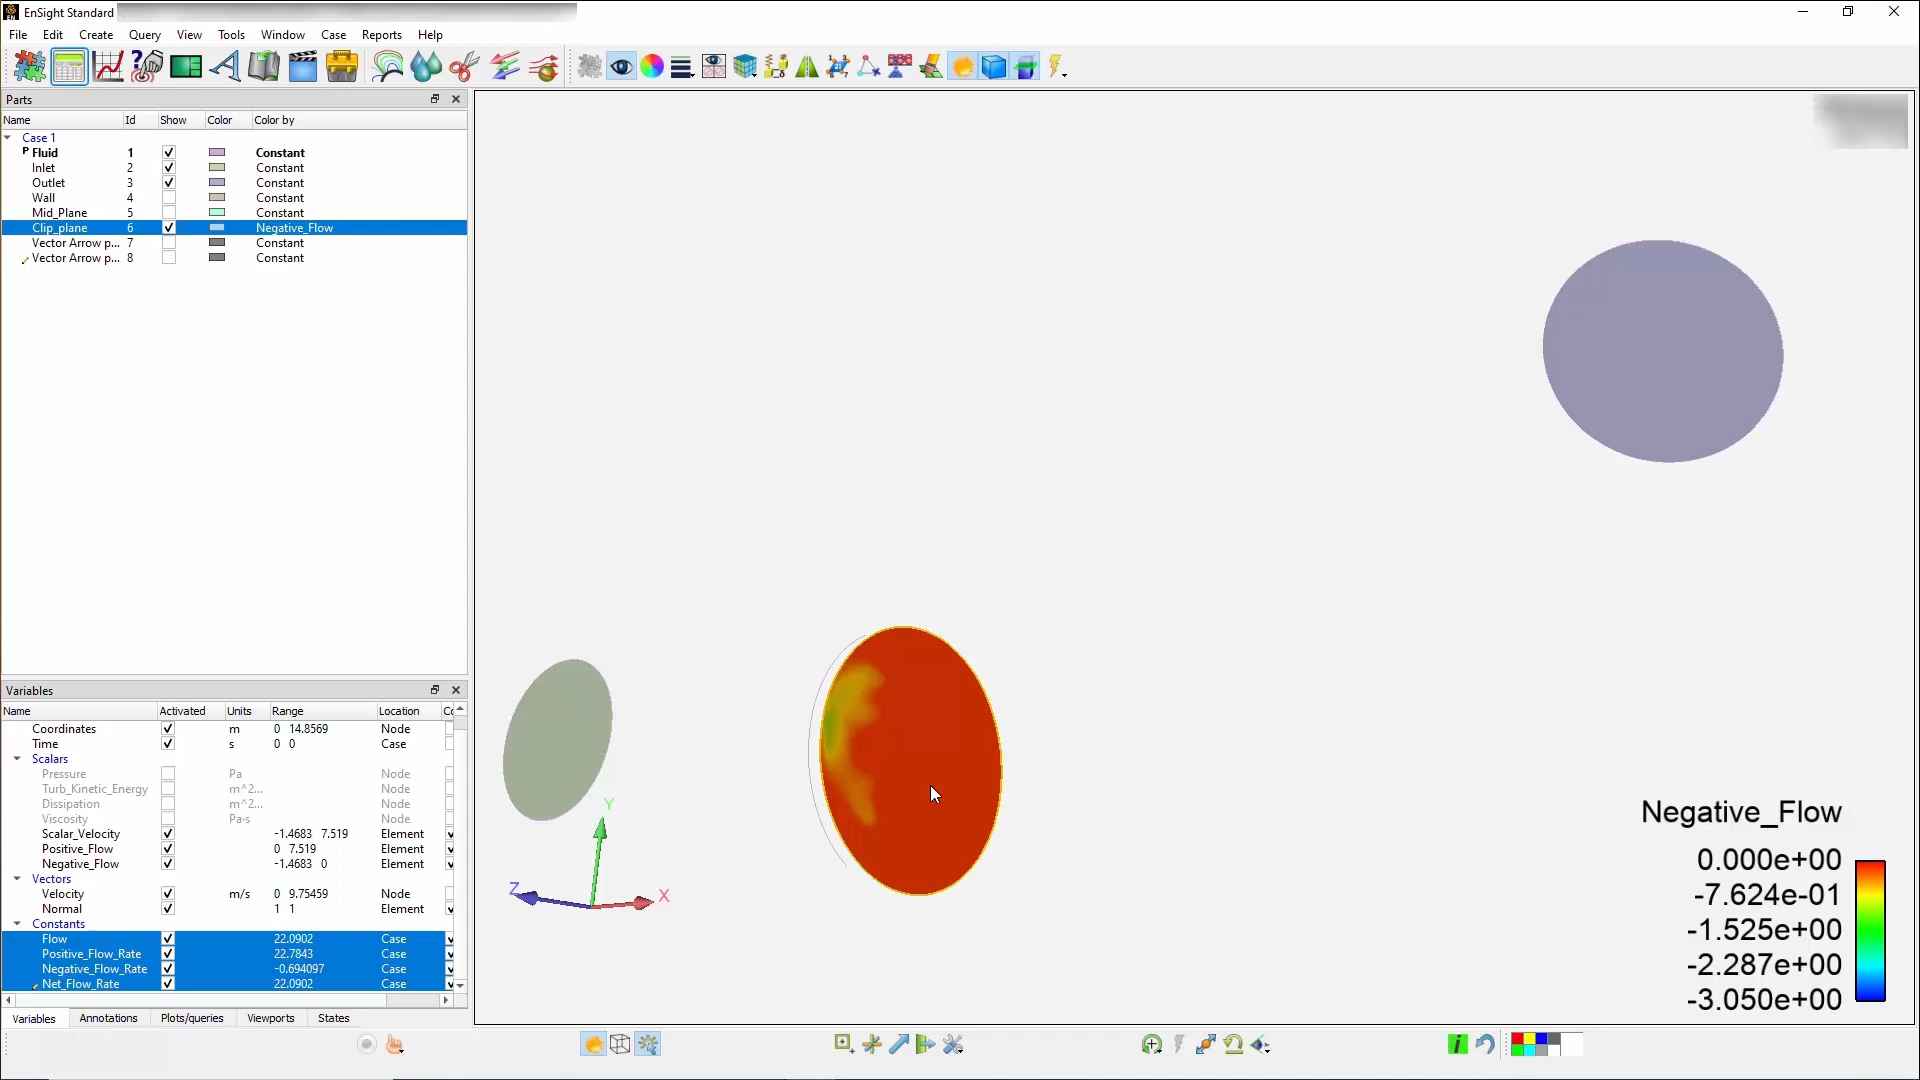 EnSight Standard
File Edit Create Query View Tools Window Case Reports Help
Parts
Name Id Show Color Color by
Case 1
P Fluid 1 Constant
Inlet 2 Constant
Outlet 3 Constant
Wall 4 Constant
Mid_Plane 5 Constant
Clip_plane 6 Negative_Flow
Vector Arrow p... 7 Constant
Vector Arrow p... 8 Constant
Variables
Name Activated Units Range Location Co
Coordinates m 0 14.8569 Node
Time s 0 0 Case
Scalars
Pressure Pa Node
Turb_Kinetic_Energy m^2... Node
Dissipation m^2... Node
Viscosity Pa·s Node
Scalar_Velocity -1.4683 7.519 Element
Positive_Flow 0 7.519 Element
Negative_Flow -1.4683 0 Element
Vectors
Velocity m/s 0 9.75459 Node
Normal 1 1 Element
Constants
Flow 22.0902 Case
Positive_Flow_Rate 22.7843 Case
Negative_Flow_Rate -0.694097 Case
Net_Flow_Rate 22.0902 Case
Variables Annotations Plots/queries Viewports States
Y
Z
X
Negative_Flow
0.000e+00
-7.624e-01
-1.525e+00
-2.287e+00
-3.050e+00